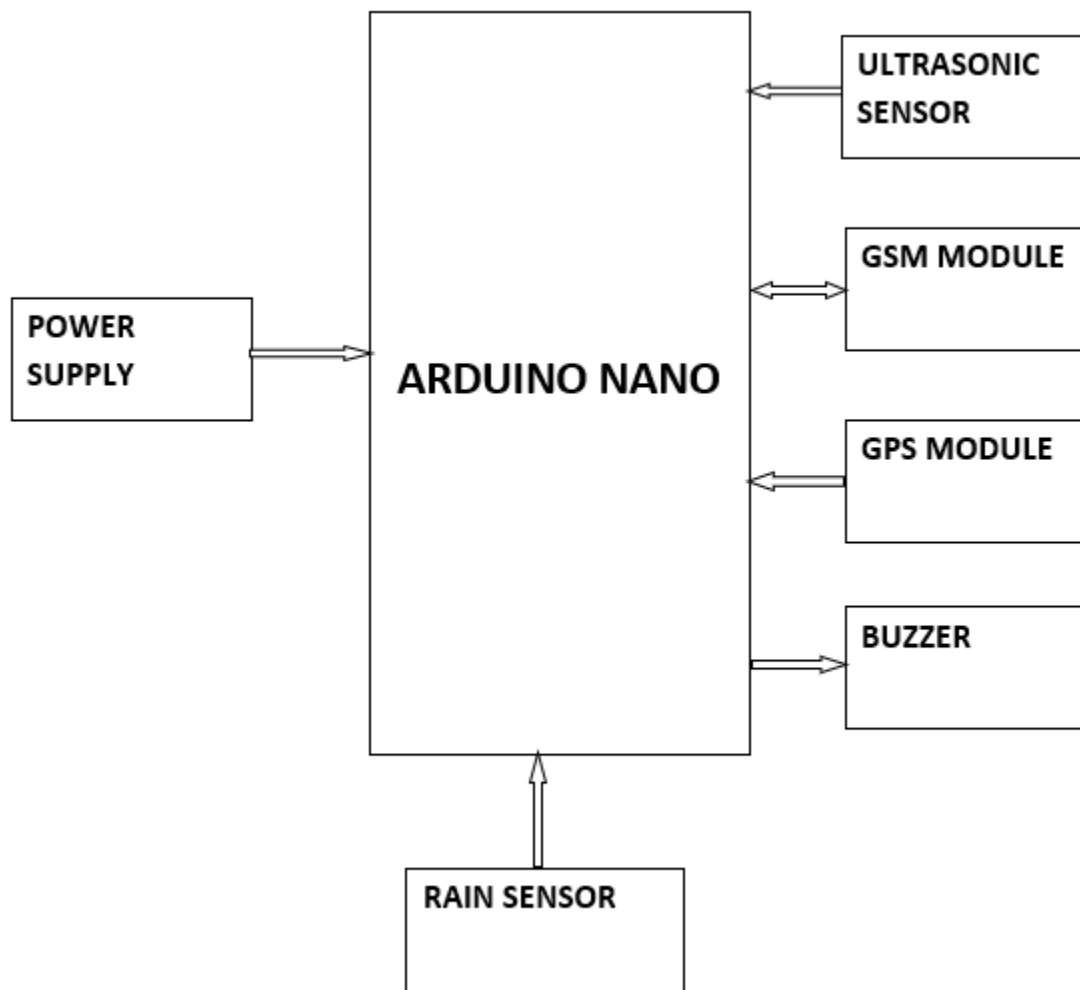 ULTRASONIC
SENSOR
GSM MODULE
POWER
SUPPLY
ARDUINO NANO
GPS MODULE
BUZZER
RAIN SENSOR